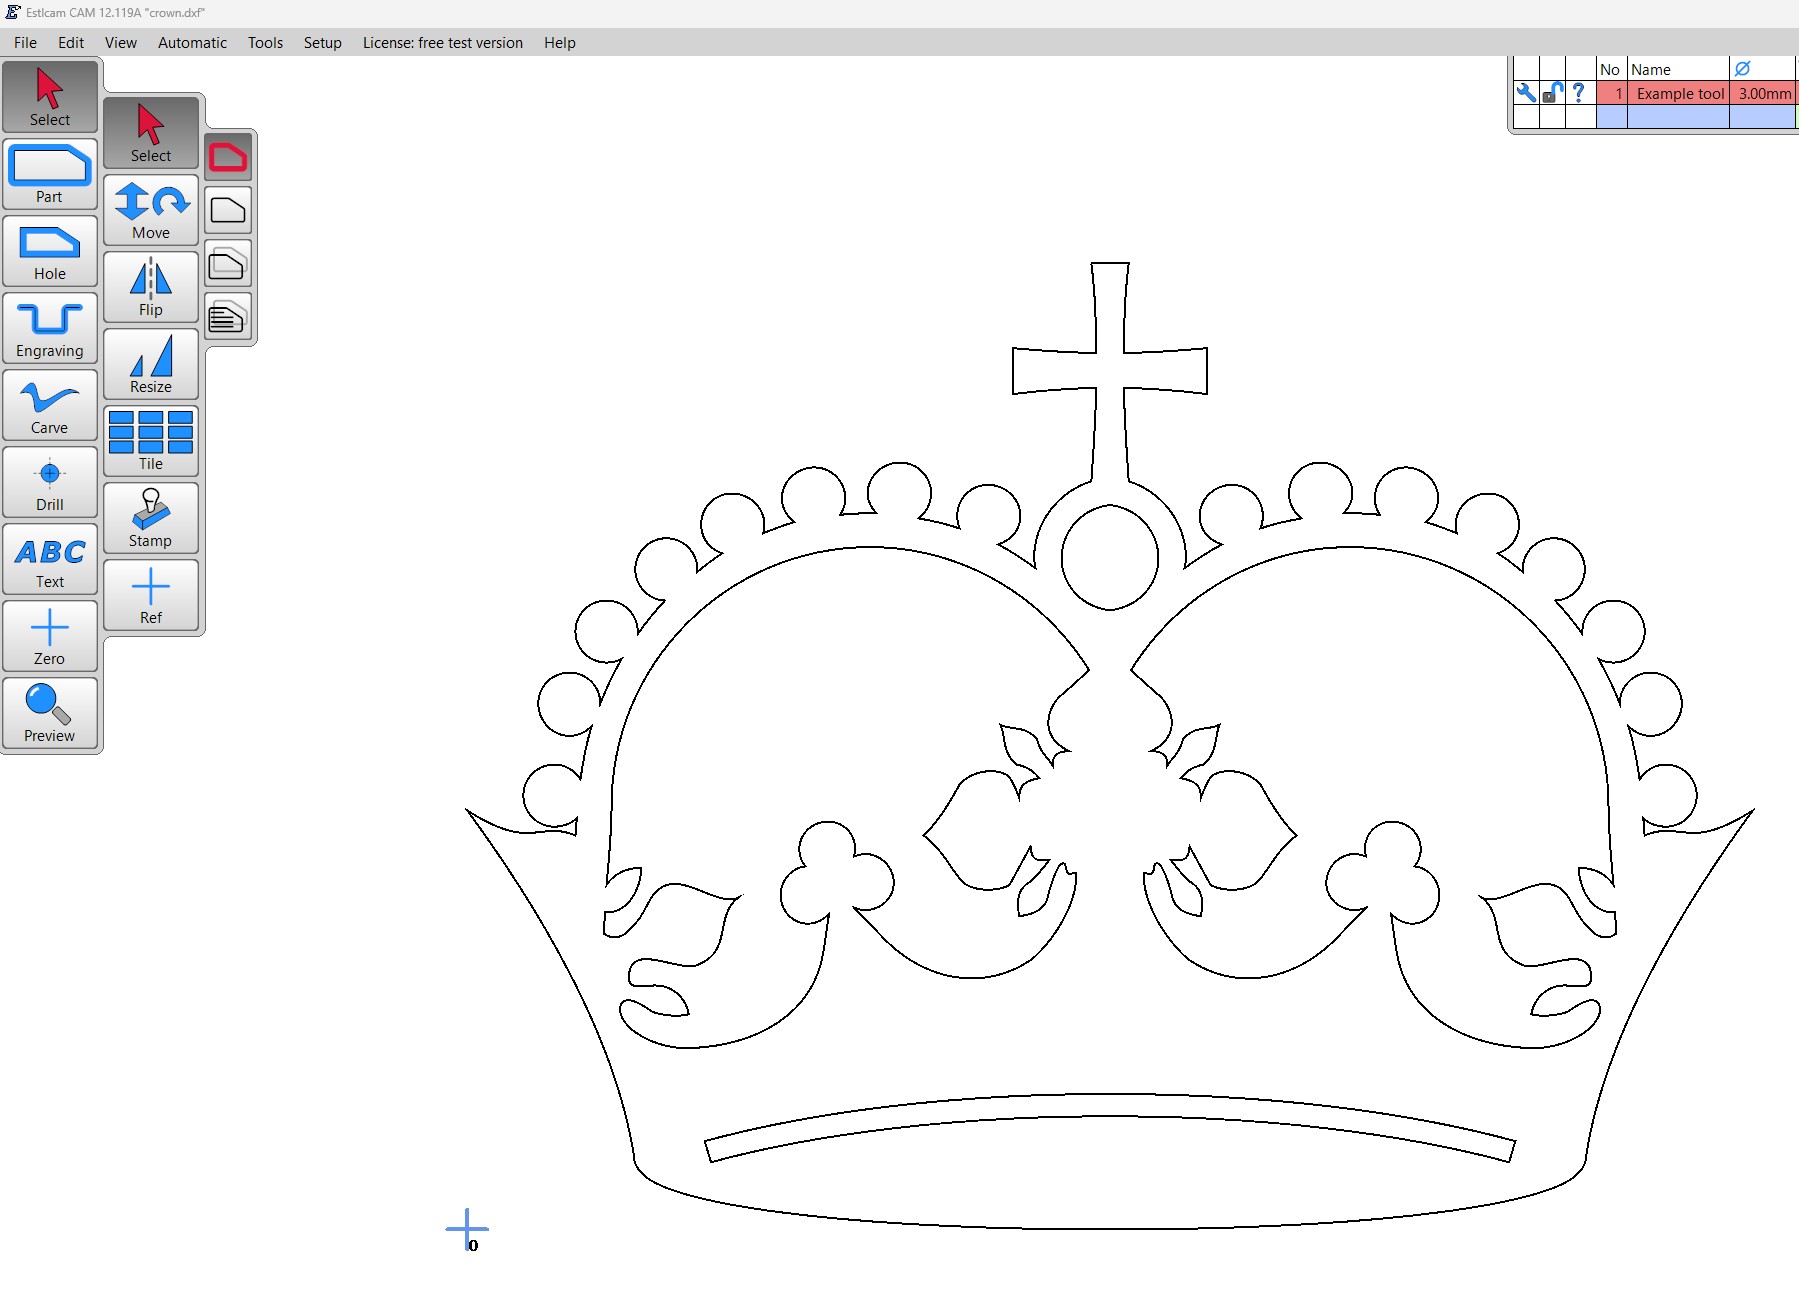 Estlcam CAM 12.119A "crown.dxf"
File Edit View Automatic Tools Setup License: free test version Help
No Name Ø
1 Example tool 3.00mm
Select
Part
Hole
Engraving
Carve
Drill
ABC
Text
Zero
Preview
Select
Move
Flip
Resize
Tile
Stamp
Ref
0